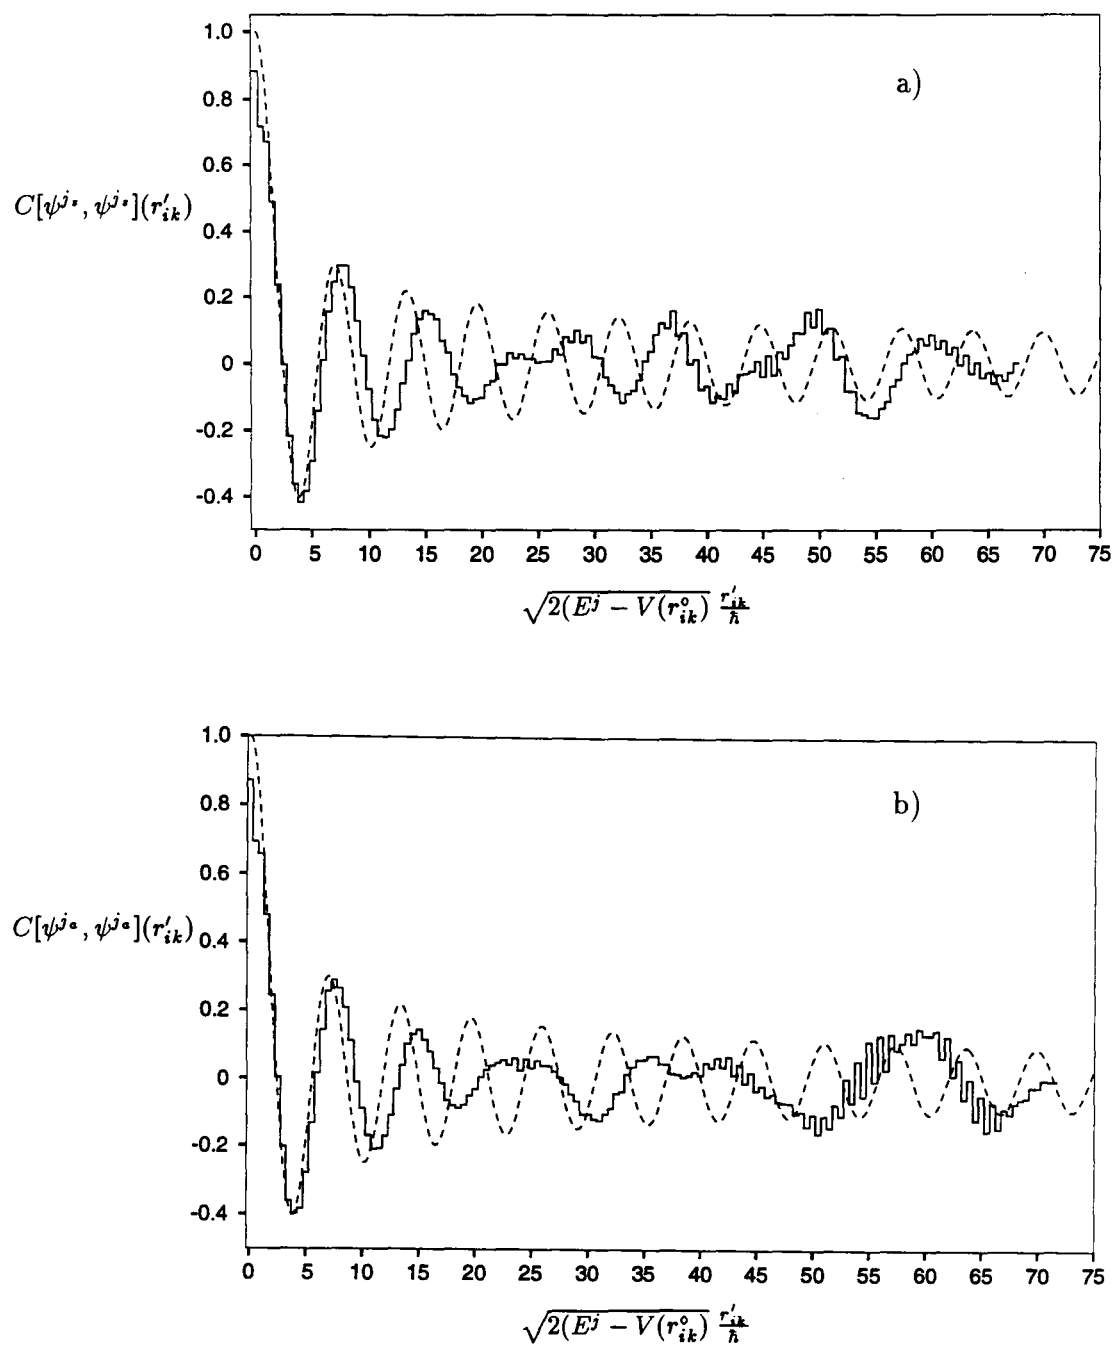 1.0
a)
0.8
0.6
C[ψ^{j_s}, ψ^{j_s}](r'_{ik})
0.4
0.2
0
-0.2
-0.4
0 5 10 15 20 25 30 35 40 45 50 55 60 65 70 75
√2(E^j − V(r°_{ik}) r'_{ik}/ℏ
1.0
b)
0.8
0.6
C[ψ^{j_a}, ψ^{j_a}](r'_{ik})
0.4
0.2
0
-0.2
-0.4
0 5 10 15 20 25 30 35 40 45 50 55 60 65 70 75
√2(E^j − V(r°_{ik}) r'_{ik}/ℏ